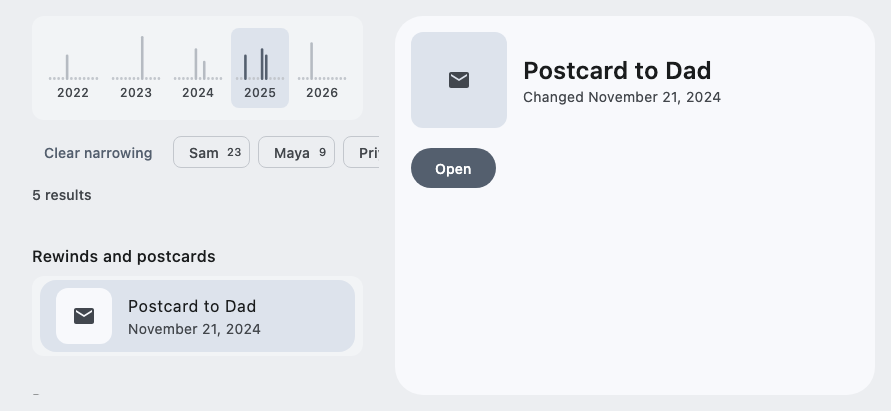 2022 2023 2024 2025 2026
Clear narrowing Sam 23 Maya 9
5 results
Rewinds and postcards
Postcard to Dad
November 21, 2024
Postcard to Dad
Changed November 21, 2024
Open